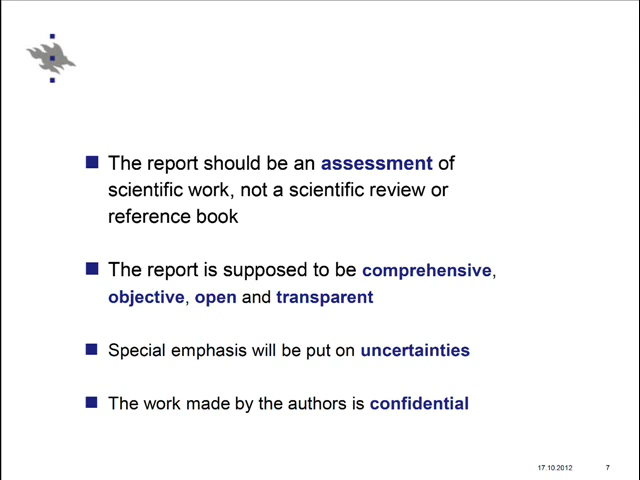 The report should be an assessment of
scientific work, not a scientific review or
reference book
The report is supposed to be comprehensive,
objective, open and transparent
Special emphasis will be put on uncertainties
The work made by the authors is confidential
17.10.2012 7